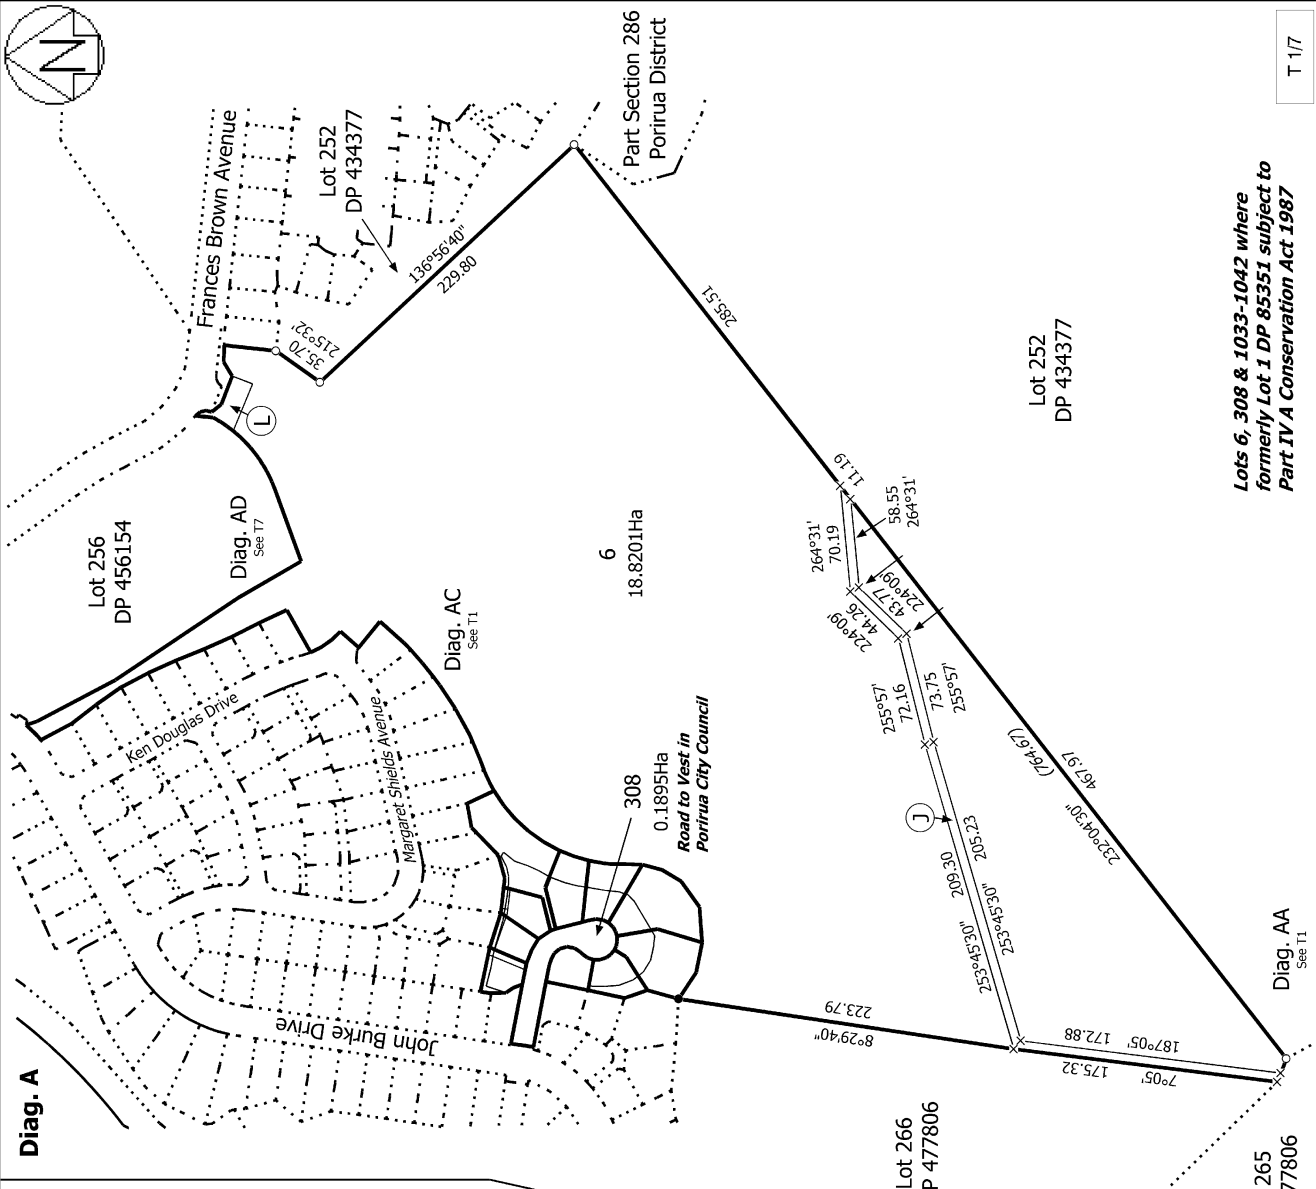 N
Diag. A
T 1/7
Frances Brown Avenue
Lot 252
DP 434377
Part Section 286
Porirua District
136°56'40"
229.80
215°32'
35.70
L
Lot 256
DP 456154
Diag. AD
See T7
285.51
Lot 252
DP 434377
Lots 6, 308 & 1033-1042 where
formerly Lot 1 DP 85351 subject to
Part IV A Conservation Act 1987
6
18.8201Ha
11.19
264°31'
70.19
58.55
264°31'
224°09'
44.26
43.77
224°09'
255°57'
72.16
73.75
255°57'
Diag. AC
See T1
Ken Douglas Drive
Margaret Shields Avenue
308
0.1895Ha
Road to Vest in
Porirua City Council
J
(764.67)
467.97
232°04'30"
209.30
253°45'30"
205.23
253°45'30"
John Burke Drive
223.79
8°29'40"
172.88
187°05'
175.32
7°05'
Diag. AA
See T1
Lot 266
P 477806
265
77806